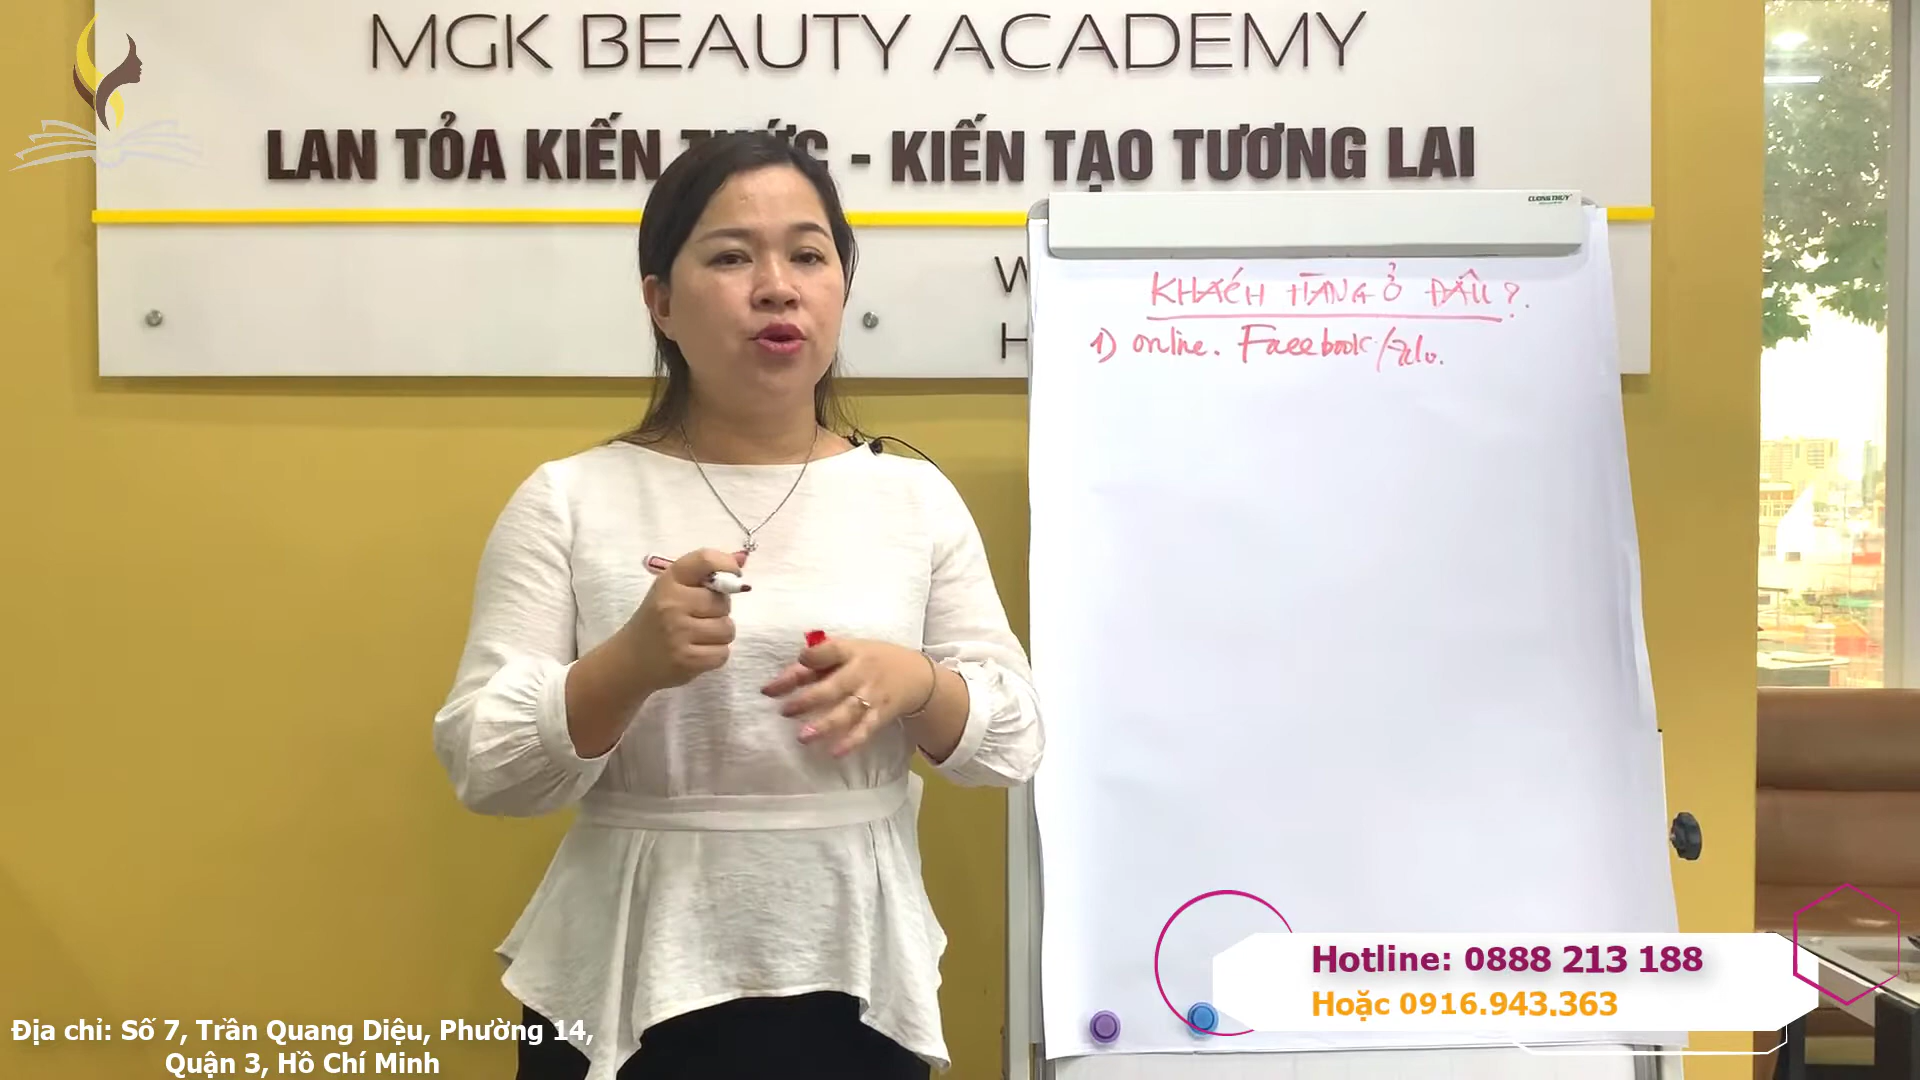 MGK BEAUTY ACADEMY
LAN TỎA KIẾN THỨC - KIẾN TẠO TƯƠNG LAI
CUONGTHUY
W
H
KHÁCH HÀNG Ở ĐÂU?.
1) online. Facebook/zalo.
Hotline: 0888 213 188
Hoặc 0916.943.363
Địa chỉ: Số 7, Trần Quang Diệu, Phường 14,
Quận 3, Hồ Chí Minh